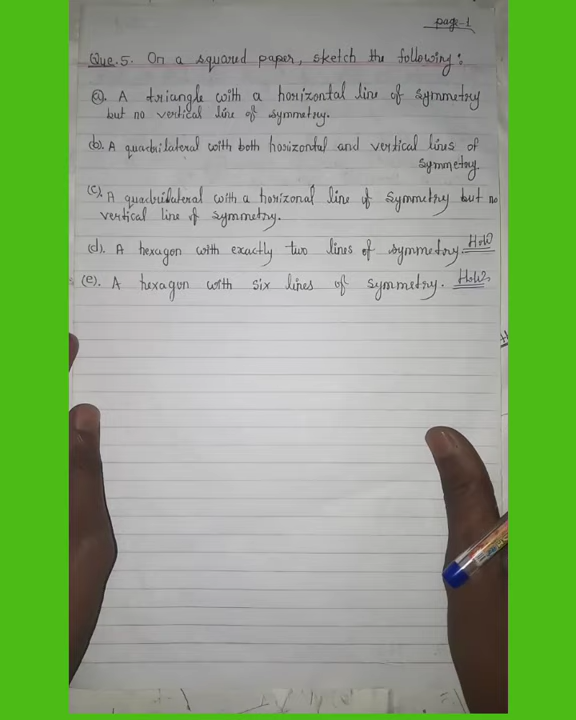 page-1
Que.5. On a squared paper, sketch the following:
(a). A triangle with a horizontal line of symmetry
but no vertical line of symmetry.
(b). A quadrilateral with both horizontal and vertical lines of
symmetry
(c). A quadrilateral with a horizonal line of symmetry but no
vertical line of symmetry.
(d). A hexagon with exactly two lines of symmetry. H.W
(e). A hexagon with six lines of symmetry. H.W.